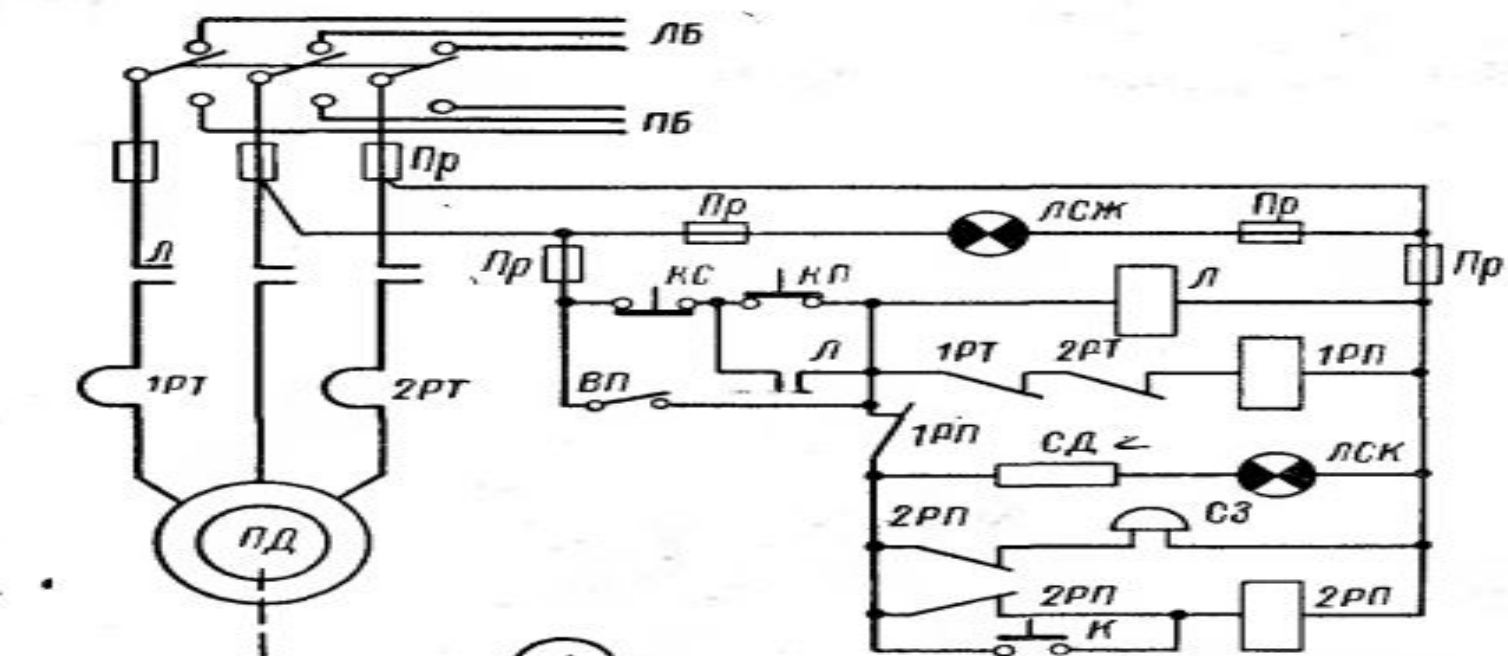 ЛБ
ПБ
Пр
Пр
ЛСЖ
Пр
Л
Пр
КС
КП
Л
Пр
Л
1РТ
2РТ
1РП
1РТ
2РТ
ВП
1РП
СД
ЛСК
2РП
СЗ
ПД
2РП
2РП
К